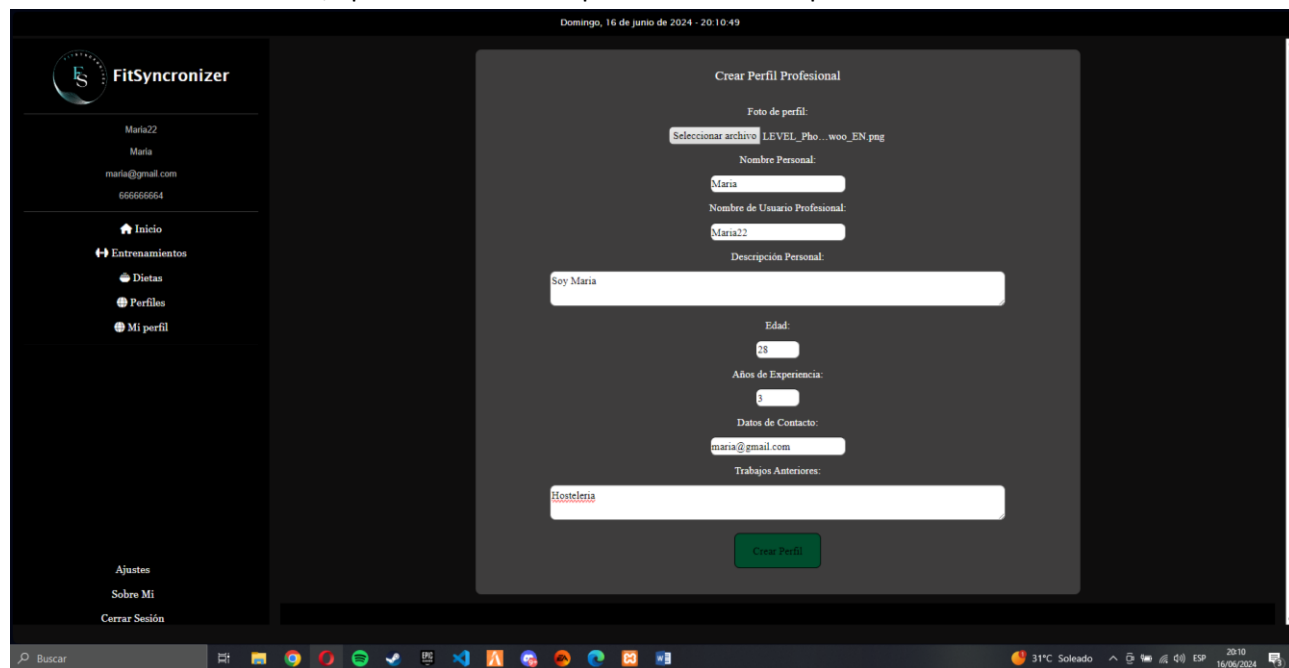 Domingo, 16 de junio de 2024 - 20:10:49
FS
FitSyncronizer
Maria22
Maria
maria@gmail.com
666666664
Inicio
Entrenamientos
Dietas
Perfiles
Mi perfil
Ajustes
Sobre Mi
Cerrar Sesión
Crear Perfil Profesional
Foto de perfil:
Seleccionar archivo LEVEL_Pho...woo_EN.png
Nombre Personal:
Maria
Nombre de Usuario Profesional:
Maria22
Descripción Personal:
Soy Maria
Edad:
28
Años de Experiencia:
3
Datos de Contacto:
maria@gmail.com
Trabajos Anteriores:
Hosteleria
Crear Perfil
Buscar
31°C Soleado
ESP
20:10
16/06/2024